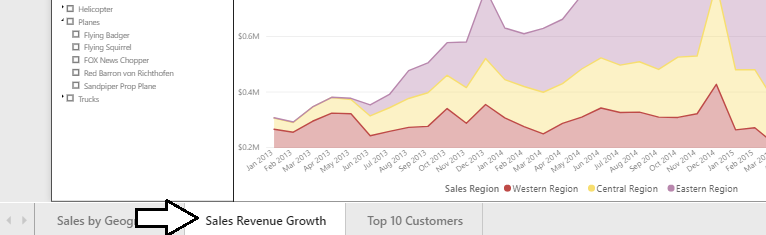 Helicopter
Planes
Flying Badger
Flying Squirrel
FOX News Chopper
Red Barron von Richthofen
Sandpiper Prop Plane
Trucks
$0.6M
$0.4M
$0.2M
Jan 2013
Feb 2013
Mar 2013
Apr 2013
May 2013
Jun 2013
Jul 2013
Aug 2013
Sep 2013
Oct 2013
Nov 2013
Dec 2013
Jan 2014
Feb 2014
Mar 2014
Apr 2014
May 2014
Jun 2014
Jul 2014
Aug 2014
Sep 2014
Oct 2014
Nov 2014
Dec 2014
Jan 2015
Feb 2015
Sales Region Western Region Central Region Eastern Region
Sales by Geog Sales Revenue Growth Top 10 Customers